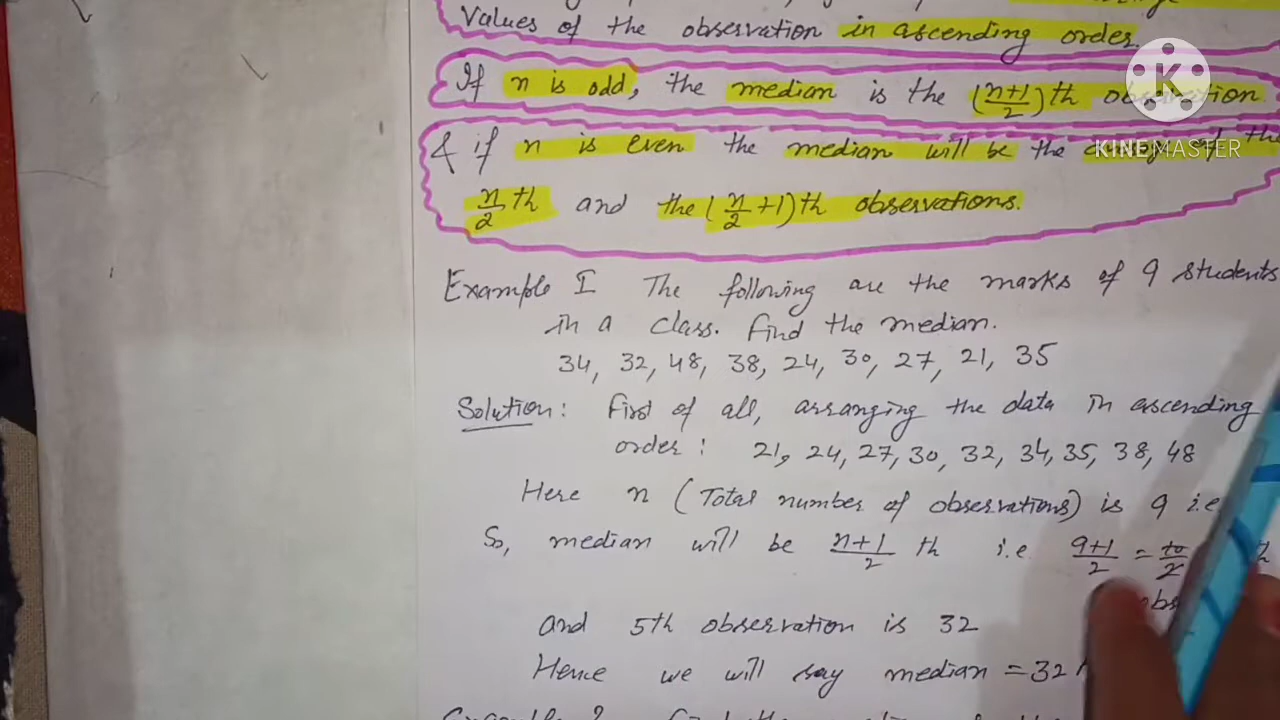 Values of the observation in ascending order.
If n is odd, the median is the (n+1/2)th observation.
& if n is even the median will be the of the
n/2 th and the (n/2 +1)th observations.
Example I The following are the marks of 9 students
in a class. Find the median.
34, 32, 48, 38, 24, 30, 27, 21, 35
Solution: First of all, arranging the data in ascending
order: 21, 24, 27, 30, 32, 34, 35, 38, 48
Here n (Total number of observations) is 9 i.e
So, median will be n+1/2 th i.e 9+1/2 = 10/2
and 5th observation is 32
Hence we will say median = 32
K
KINEMASTER